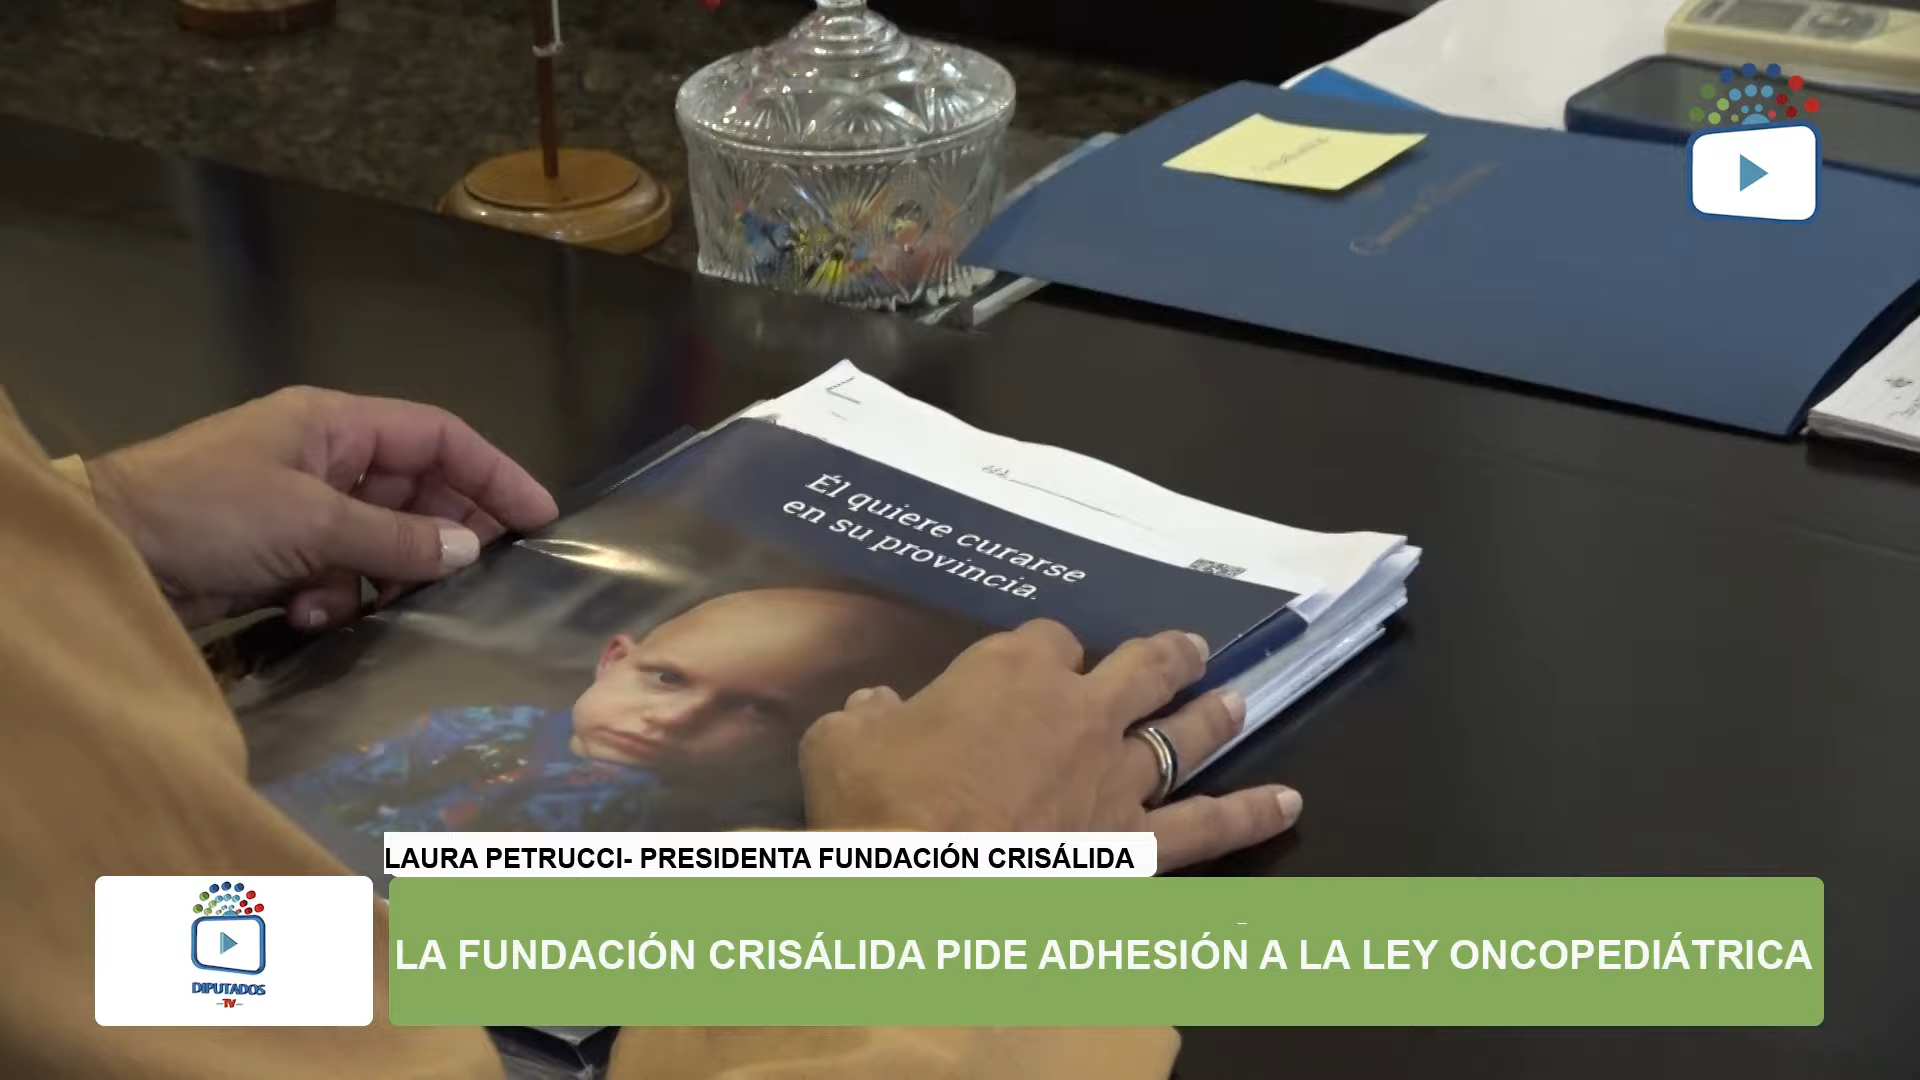 Él quiere curarse
en su provincia.
LAURA PETRUCCI- PRESIDENTA FUNDACIÓN CRISÁLIDA
LA FUNDACIÓN CRISÁLIDA PIDE ADHESIÓN A LA LEY ONCOPEDIÁTRICA
DIPUTADOS
TV